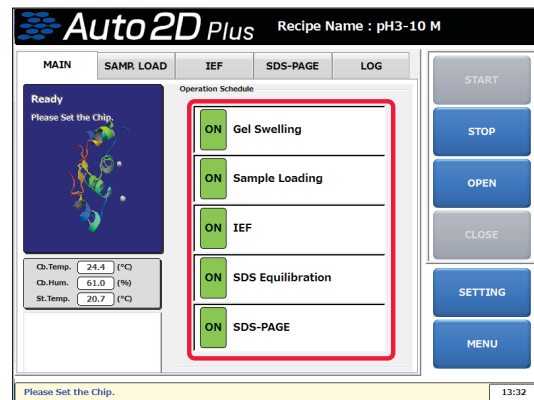 Auto2D Plus Recipe Name : pH3-10 M
MAIN SAMP. LOAD IEF SDS-PAGE LOG
Ready
Please Set the Chip.
Operation Schedule
ON Gel Swelling
ON Sample Loading
ON IEF
ON SDS Equilibration
ON SDS-PAGE
Cb.Temp. 24.4 (°C)
Cb.Hum. 61.0 (%)
St.Temp. 20.7 (°C)
START
STOP
OPEN
CLOSE
SETTING
MENU
Please Set the Chip. 13:32